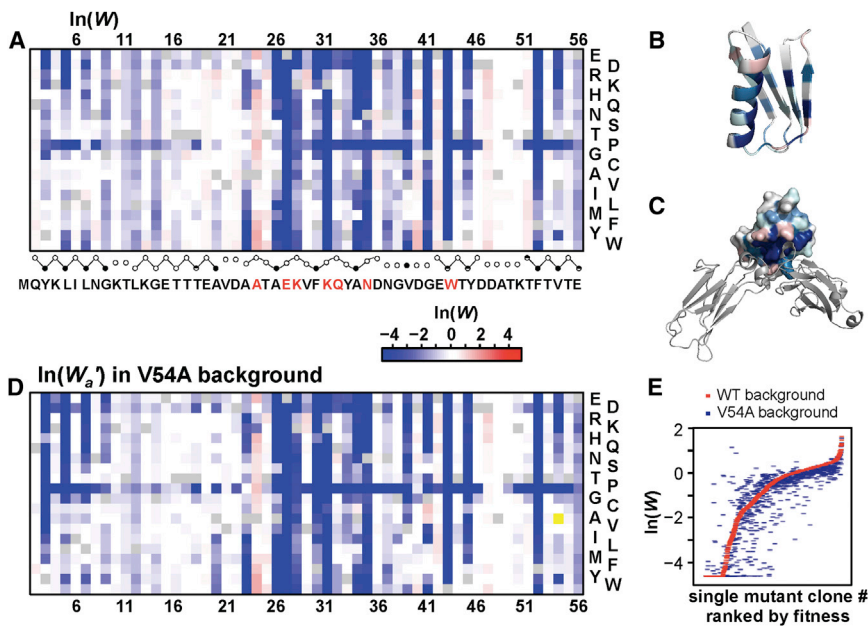 ln(W)
A
6 11 16 21 26 31 36 41 46 51 56
E
D
R
K
H
Q
N
S
T
P
G
C
A
V
I
L
M
F
Y
W
MQYKLILNGKTLKGETTTEAVDAATAEKVFKQYANDNGVDGEWTYDDATKTFTVTE
ln(W)
−4 −2 0 2 4
B
C
D ln(Wa') in V54A background
E
D
R
K
H
Q
N
S
T
P
G
C
A
V
I
L
M
F
Y
W
6 11 16 21 26 31 36 41 46 51 56
E
WT background
V54A background
2
0
−2
−4
ln(W)
single mutant clone #
ranked by fitness